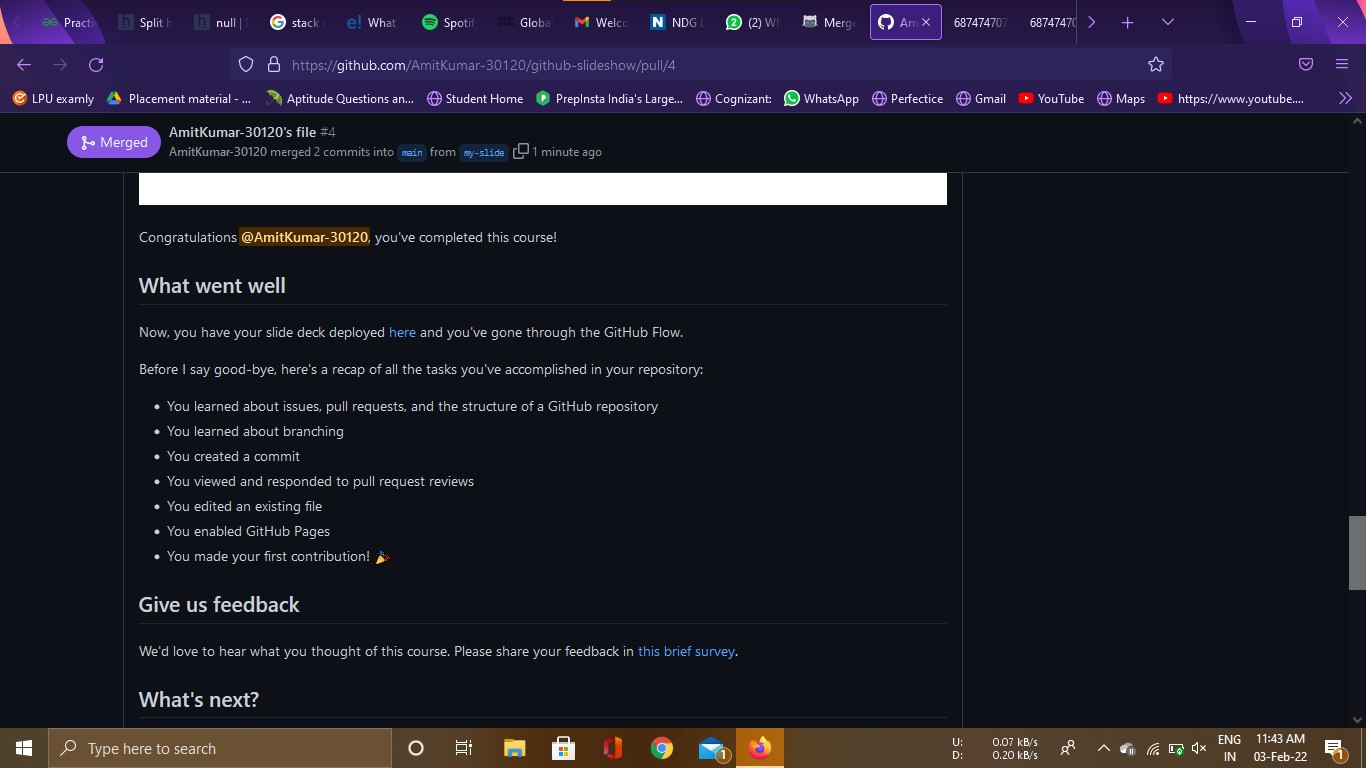 Practi Split h null | stack e! What Spotif Global Welco N NDG L 2 (2) Wh Merge Am 687474707 68747470
https://github.com/AmitKumar-30120/github-slideshow/pull/4
LPU examly Placement material - ... Aptitude Questions an... Student Home PrepInsta India's Large... Cognizant: WhatsApp Perfectice Gmail YouTube Maps https://www.youtube....
Merged
AmitKumar-30120's file #4
AmitKumar-30120 merged 2 commits into main from my-slide 1 minute ago
Congratulations @AmitKumar-30120, you've completed this course!
What went well
Now, you have your slide deck deployed here and you've gone through the GitHub Flow.
Before I say good-bye, here's a recap of all the tasks you've accomplished in your repository:
• You learned about issues, pull requests, and the structure of a GitHub repository
• You learned about branching
• You created a commit
• You viewed and responded to pull request reviews
• You edited an existing file
• You enabled GitHub Pages
• You made your first contribution! 🎉
Give us feedback
We'd love to hear what you thought of this course. Please share your feedback in this brief survey.
What's next?
Type here to search
1
U: 0.07 kB/s
D: 0.20 kB/s
ENG
IN
11:43 AM
03-Feb-22
1